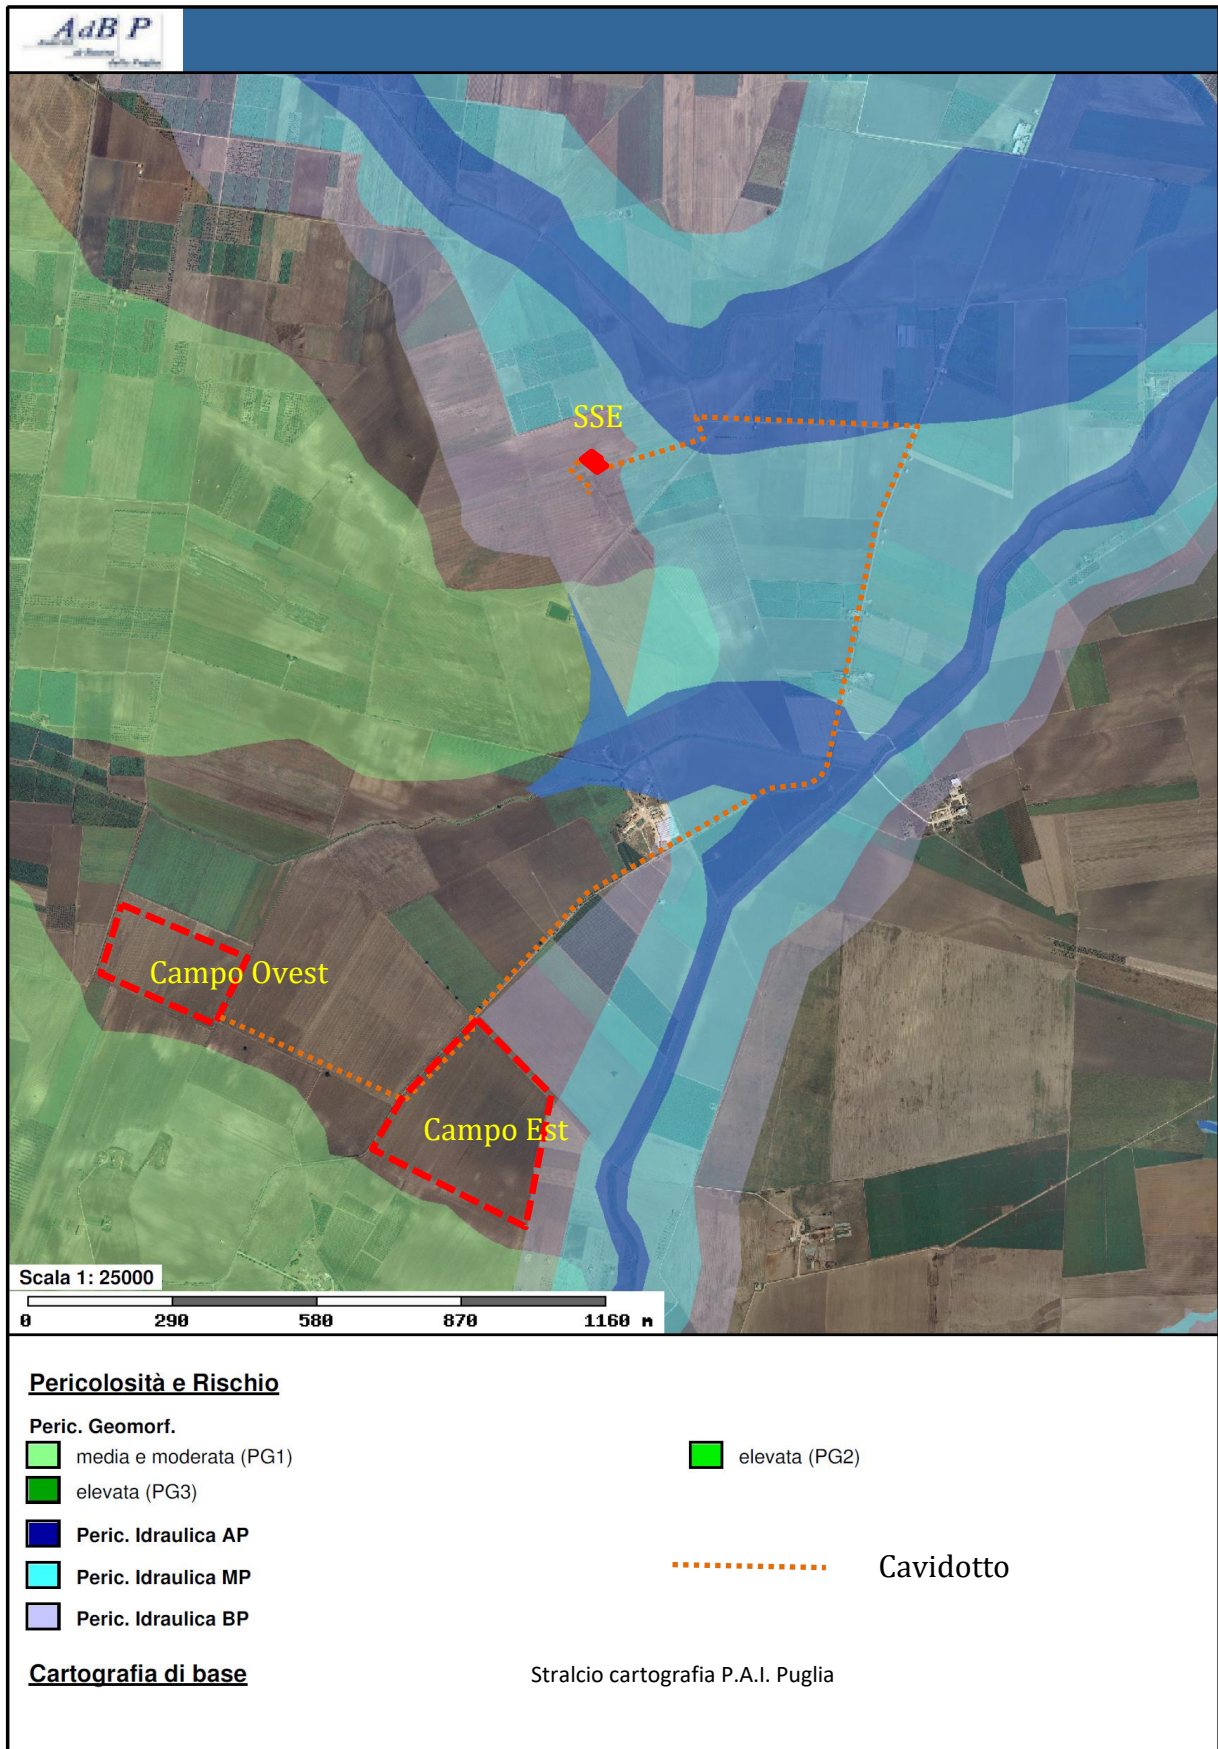 AdB P
della Puglia
SSE
Campo Ovest
Campo Est
Scala 1: 25000
0 290 580 870 1160 m
Pericolosità e Rischio
Peric. Geomorf.
media e moderata (PG1)
elevata (PG2)
elevata (PG3)
Peric. Idraulica AP
Peric. Idraulica MP
Cavidotto
Peric. Idraulica BP
Cartografia di base
Stralcio cartografia P.A.I. Puglia